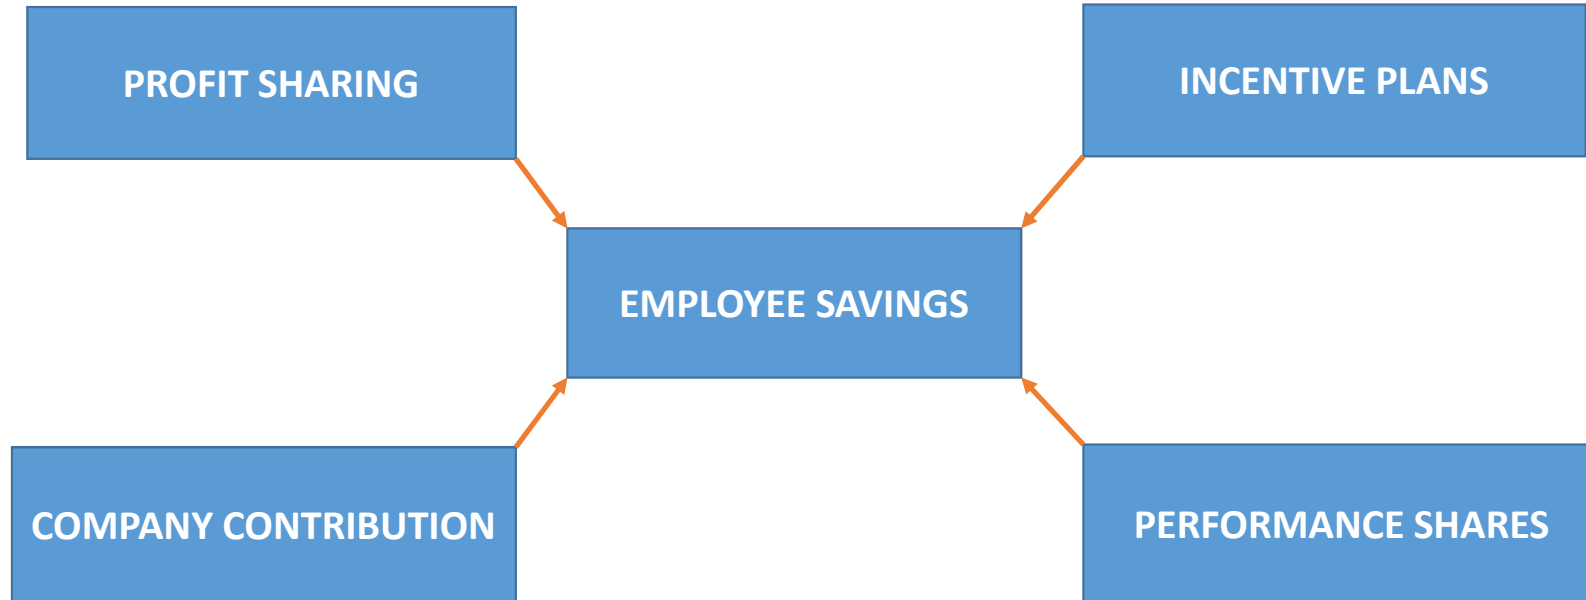 PROFIT SHARING
INCENTIVE PLANS
EMPLOYEE SAVINGS
COMPANY CONTRIBUTION
PERFORMANCE SHARES